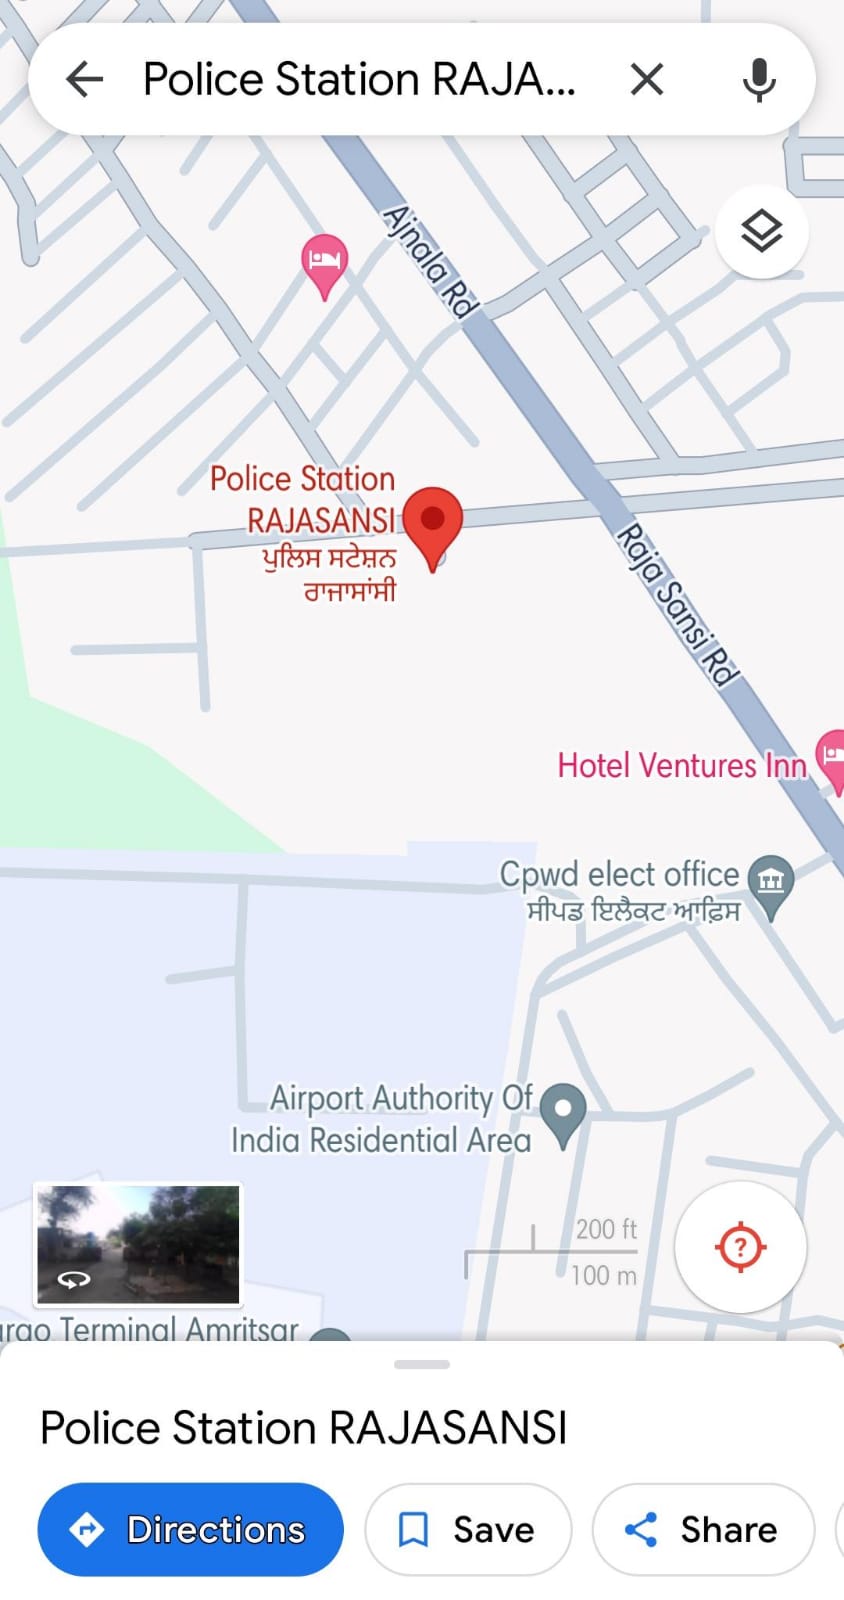 Police Station RAJA...
Ajnala Rd
Police Station
RAJASANSI
ਪੁਲਿਸ ਸਟੇਸ਼ਨ
ਰਾਜਾਸਾਂਸੀ
Raja Sansi Rd
Hotel Ventures Inn
Cpwd elect office
ਸੀਪਡ ਇਲੈਕਟ ਆਫ਼ਿਸ
Airport Authority Of
India Residential Area
200 ft
100 m
?
Terminal Amritsar
Police Station RAJASANSI
Directions
Save
Share